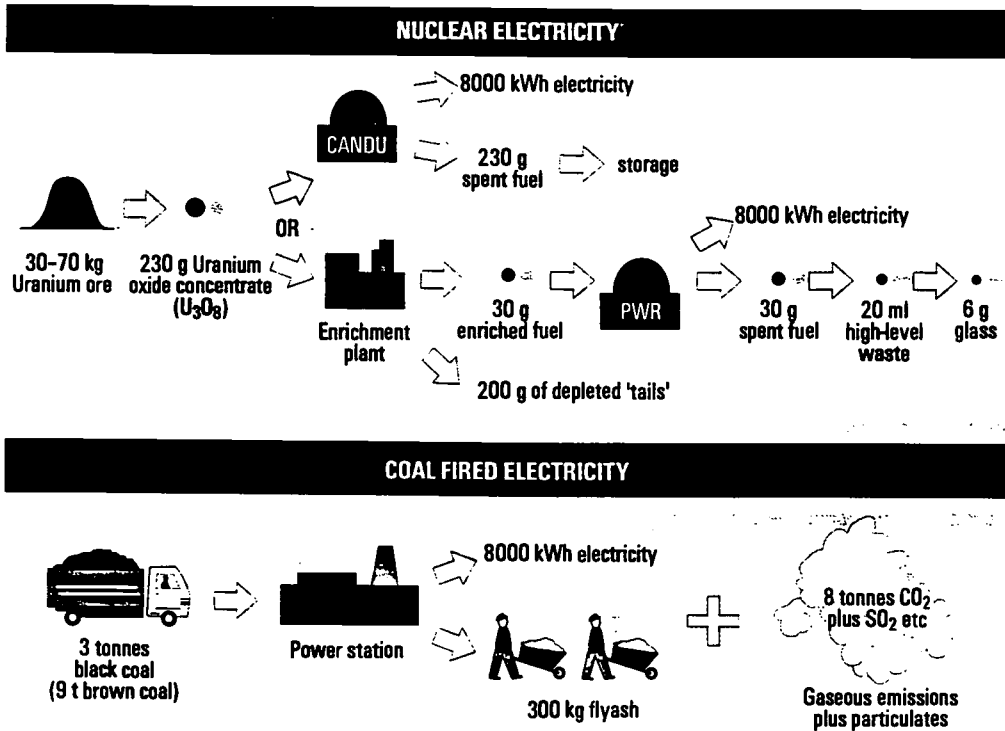 NUCLEAR ELECTRICITY
8000 kWh electricity
CANDU
230 g
spent fuel
storage
OR
30-70 kg
Uranium ore
230 g Uranium
oxide concentrate
(U₃O₈)
Enrichment
plant
30 g
enriched fuel
PWR
8000 kWh electricity
30 g
spent fuel
20 ml
high-level
waste
6 g
glass
200 g of depleted 'tails'
COAL FIRED ELECTRICITY
3 tonnes
black coal
(9 t brown coal)
Power station
8000 kWh electricity
300 kg flyash
8 tonnes CO₂
plus SO₂ etc
Gaseous emissions
plus particulates